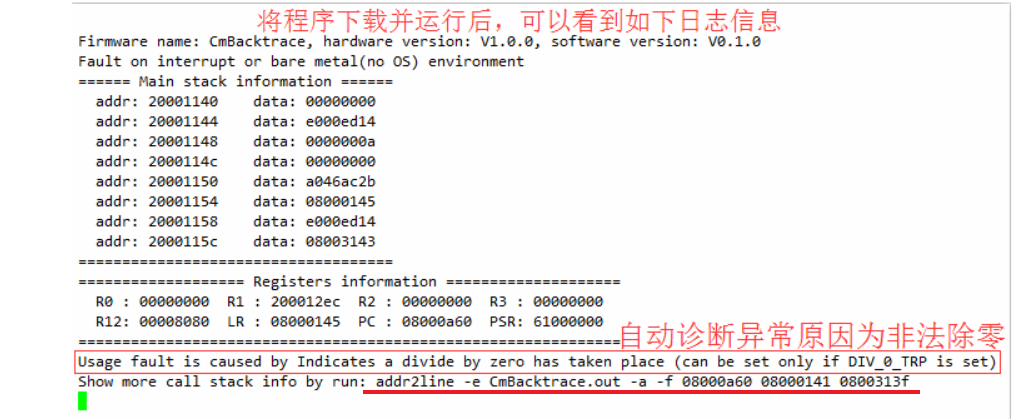 将程序下载并运行后，可以看到如下日志信息
Firmware name: CmBacktrace, hardware version: V1.0.0, software version: V0.1.0
Fault on interrupt or bare metal(no OS) environment
====== Main stack information ======
addr: 20001140    data: 00000000
addr: 20001144    data: e000ed14
addr: 20001148    data: 0000000a
addr: 2000114c    data: 00000000
addr: 20001150    data: a046ac2b
addr: 20001154    data: 08000145
addr: 20001158    data: e000ed14
addr: 2000115c    data: 08003143
====================================
=================== Registers information ====================
R0 : 00000000  R1 : 200012ec  R2 : 00000000  R3 : 00000000
R12: 00008080  LR : 08000145  PC : 08000a60  PSR: 61000000
==============================================================
自动诊断异常原因为非法除零
Usage fault is caused by Indicates a divide by zero has taken place (can be set only if DIV_0_TRP is set)
Show more call stack info by run: addr2line -e CmBacktrace.out -a -f 08000a60 08000141 0800313f